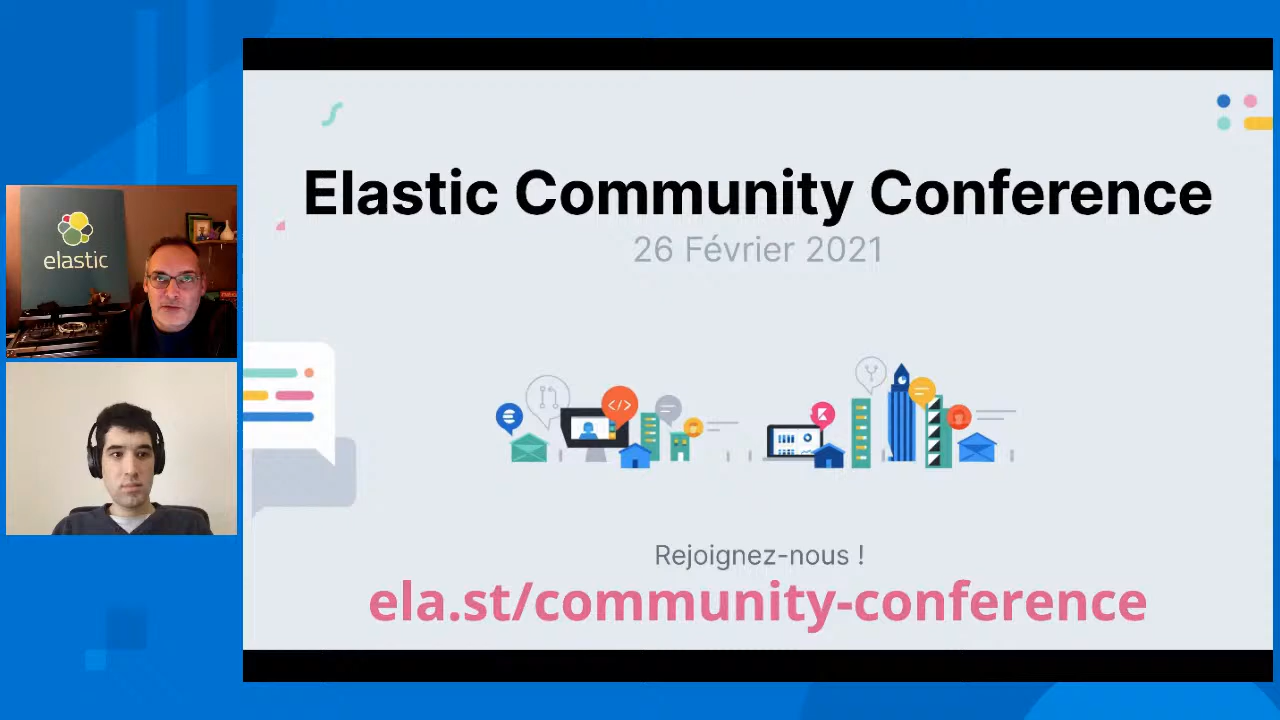 Elastic Community Conference
26 Février 2021
elastic
Rejoignez-nous !
ela.st/community-conference